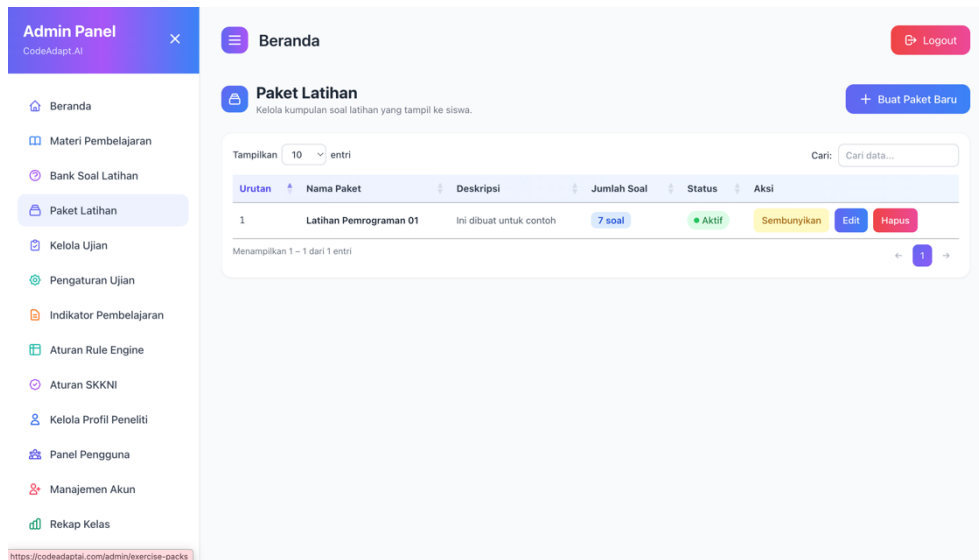 Admin Panel
CodeAdapt.AI
Beranda
Materi Pembelajaran
Bank Soal Latihan
Paket Latihan
Kelola Ujian
Pengaturan Ujian
Indikator Pembelajaran
Aturan Rule Engine
Aturan SKKNI
Kelola Profil Peneliti
Panel Pengguna
Manajemen Akun
Rekap Kelas
https://codeadaptai.com/admin/exercise-packs
Beranda
Logout
Paket Latihan
Kelola kumpulan soal latihan yang tampil ke siswa.
+ Buat Paket Baru
Tampilkan 10 entri
Cari: Cari data...
Urutan Nama Paket Deskripsi Jumlah Soal Status Aksi
1 Latihan Pemrograman 01 Ini dibuat untuk contoh 7 soal Aktif Sembunyikan Edit Hapus
Menampilkan 1 – 1 dari 1 entri
← 1 →